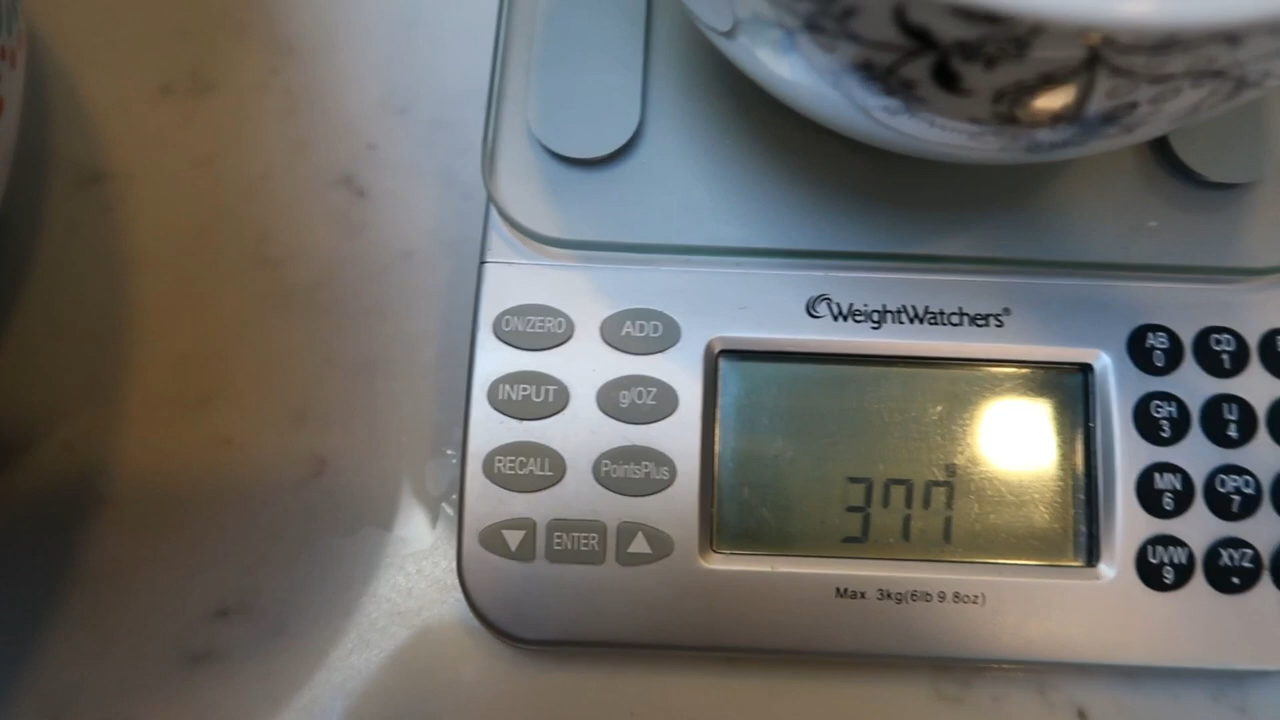 WeightWatchers®
ON/ZERO ADD
INPUT g/OZ
RECALL PointsPlus
ENTER
377 g
Max. 3kg(6lb 9.8oz)
AB 0
CD 1
GH 3
IJ 4
MN 6
OPQ 7
UVW 9
XYZ .